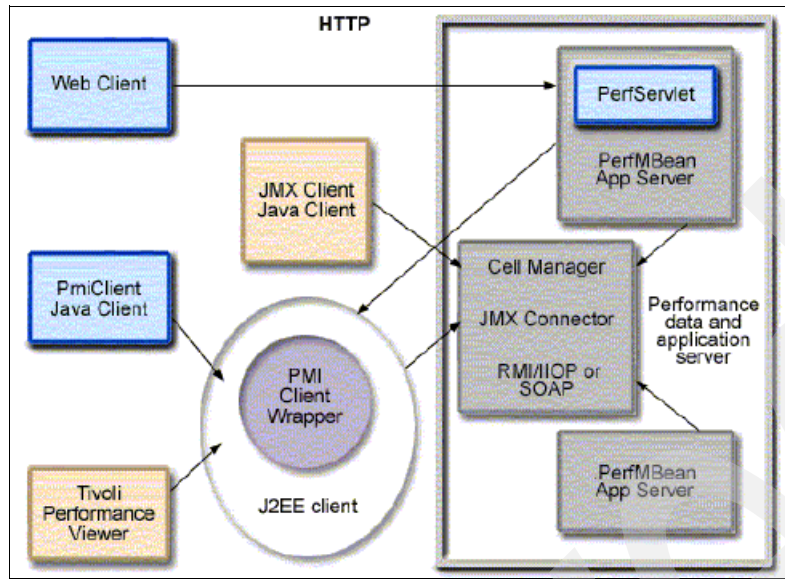 HTTP
Web Client
PerfServlet
PerfMBean
App Server
JMX Client
Java Client
PmiClient
Java Client
Cell Manager
JMX Connector
RMI/IIOP or
SOAP
Performance
data and
application
server
PMI
Client
Wrapper
J2EE client
Tivoli
Performance
Viewer
PerfMBean
App Server